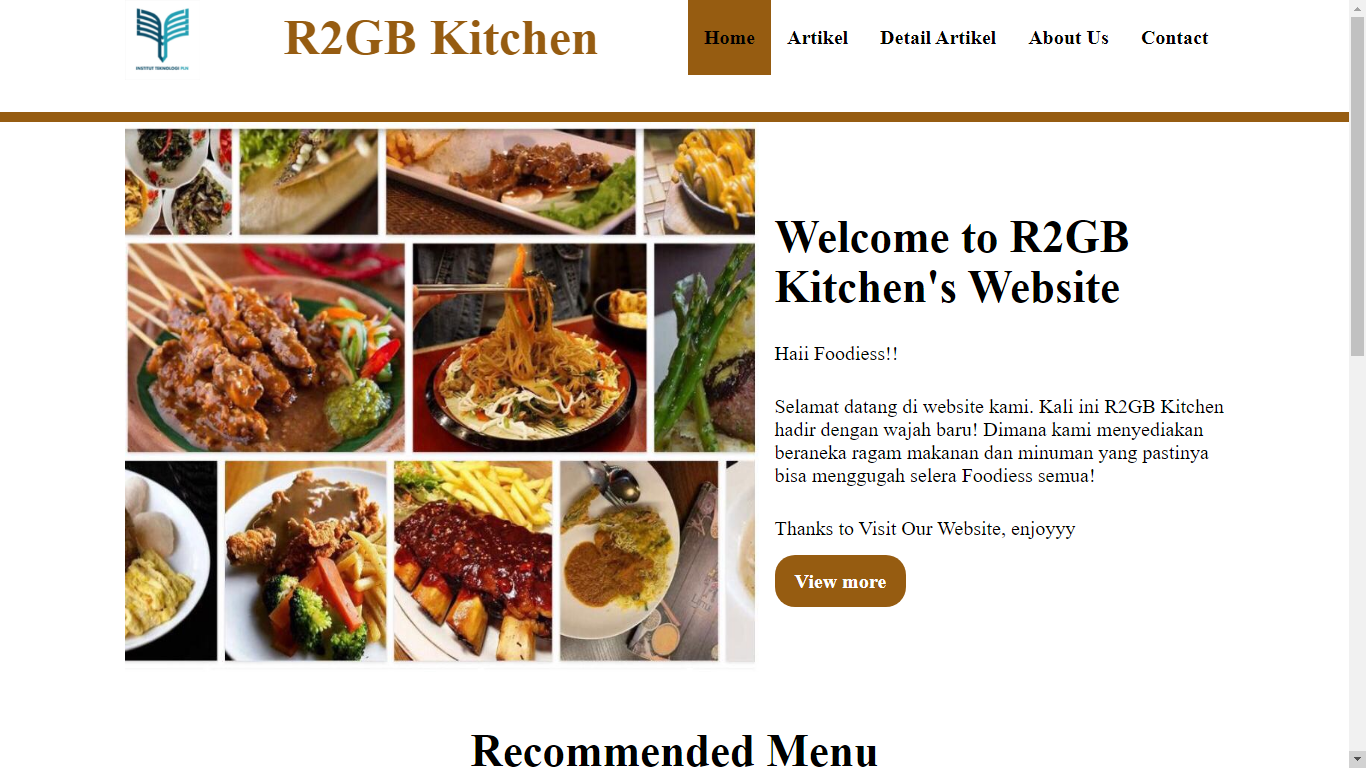 INSTITUT TEKNOLOGI PLN
R2GB Kitchen
Home
Artikel
Detail Artikel
About Us
Contact
Welcome to R2GB
Kitchen's Website
Haii Foodiess!!
Selamat datang di website kami. Kali ini R2GB Kitchen
hadir dengan wajah baru! Dimana kami menyediakan
beraneka ragam makanan dan minuman yang pastinya
bisa menggugah selera Foodiess semua!
Thanks to Visit Our Website, enjoyyy
View more
Recommended Menu